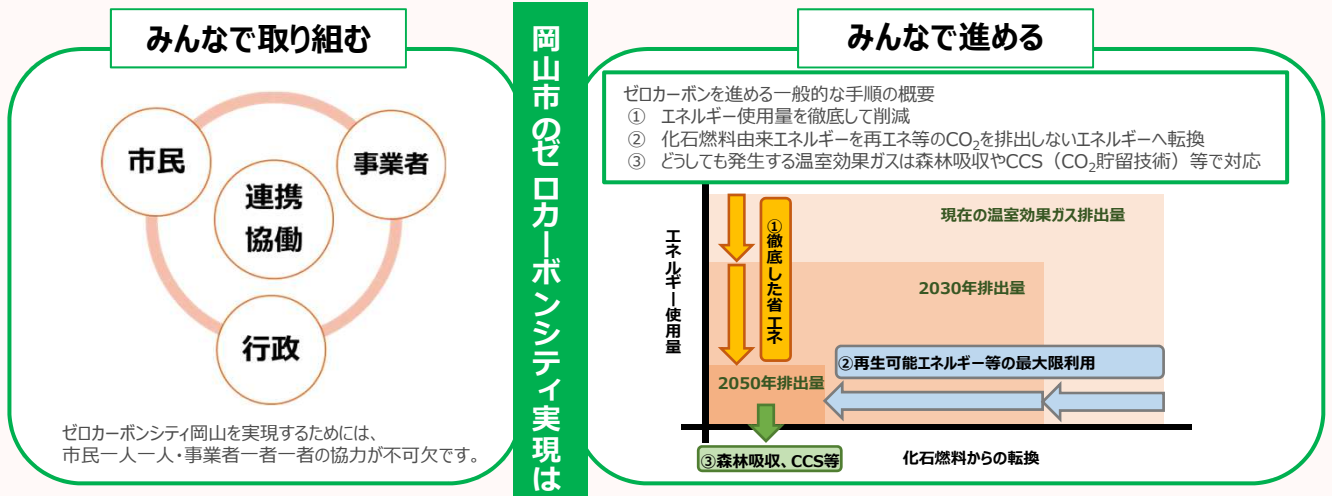 みんなで取り組む
市民
事業者
連携
協働
行政
ゼロカーボンシティ岡山を実現するためには、
市民一人一人・事業者一者一者の協力が不可欠です。
岡山市のゼロカーボンシティ実現は
みんなで進める
ゼロカーボンを進める一般的な手順の概要
① エネルギー使用量を徹底して削減
② 化石燃料由来エネルギーを再エネ等のCO₂を排出しないエネルギーへ転換
③ どうしても発生する温室効果ガスは森林吸収やCCS（CO₂貯留技術）等で対応
エネルギー使用量
①徹底した省エネ
現在の温室効果ガス排出量
2030年排出量
②再生可能エネルギー等の最大限利用
2050年排出量
③森林吸収、CCS等
化石燃料からの転換